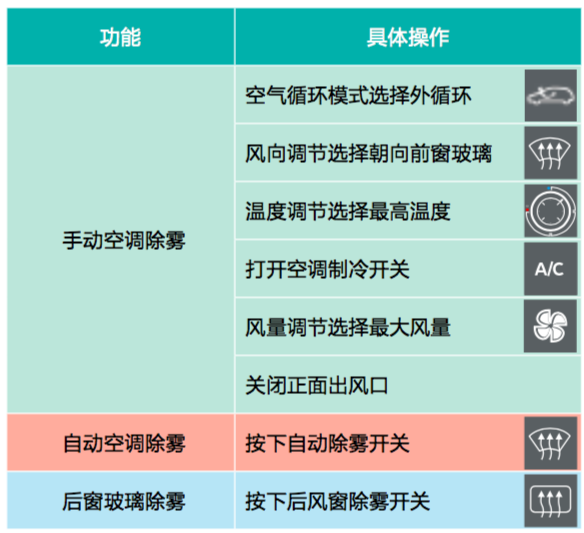 功能
具体操作
手动空调除雾
空气循环模式选择外循环
风向调节选择朝向前窗玻璃
温度调节选择最高温度
打开空调制冷开关
A/C
风量调节选择最大风量
关闭正面出风口
自动空调除雾
按下自动除雾开关
后窗玻璃除雾
按下后风窗除雾开关